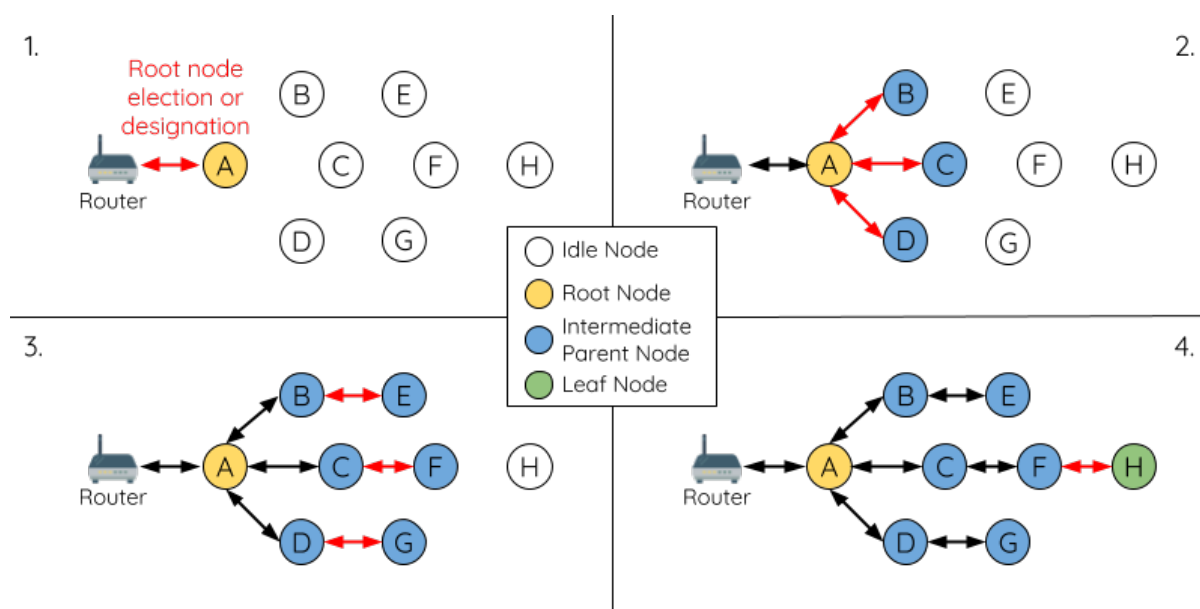 1.
Root node
election or
designation
Router
A
B
E
C
F
H
D
G
2.
Router
A
B
E
C
F
H
D
G
Idle Node
Root Node
Intermediate
Parent Node
Leaf Node
3.
Router
A
B
E
C
F
H
D
G
4.
Router
A
B
E
C
F
H
D
G